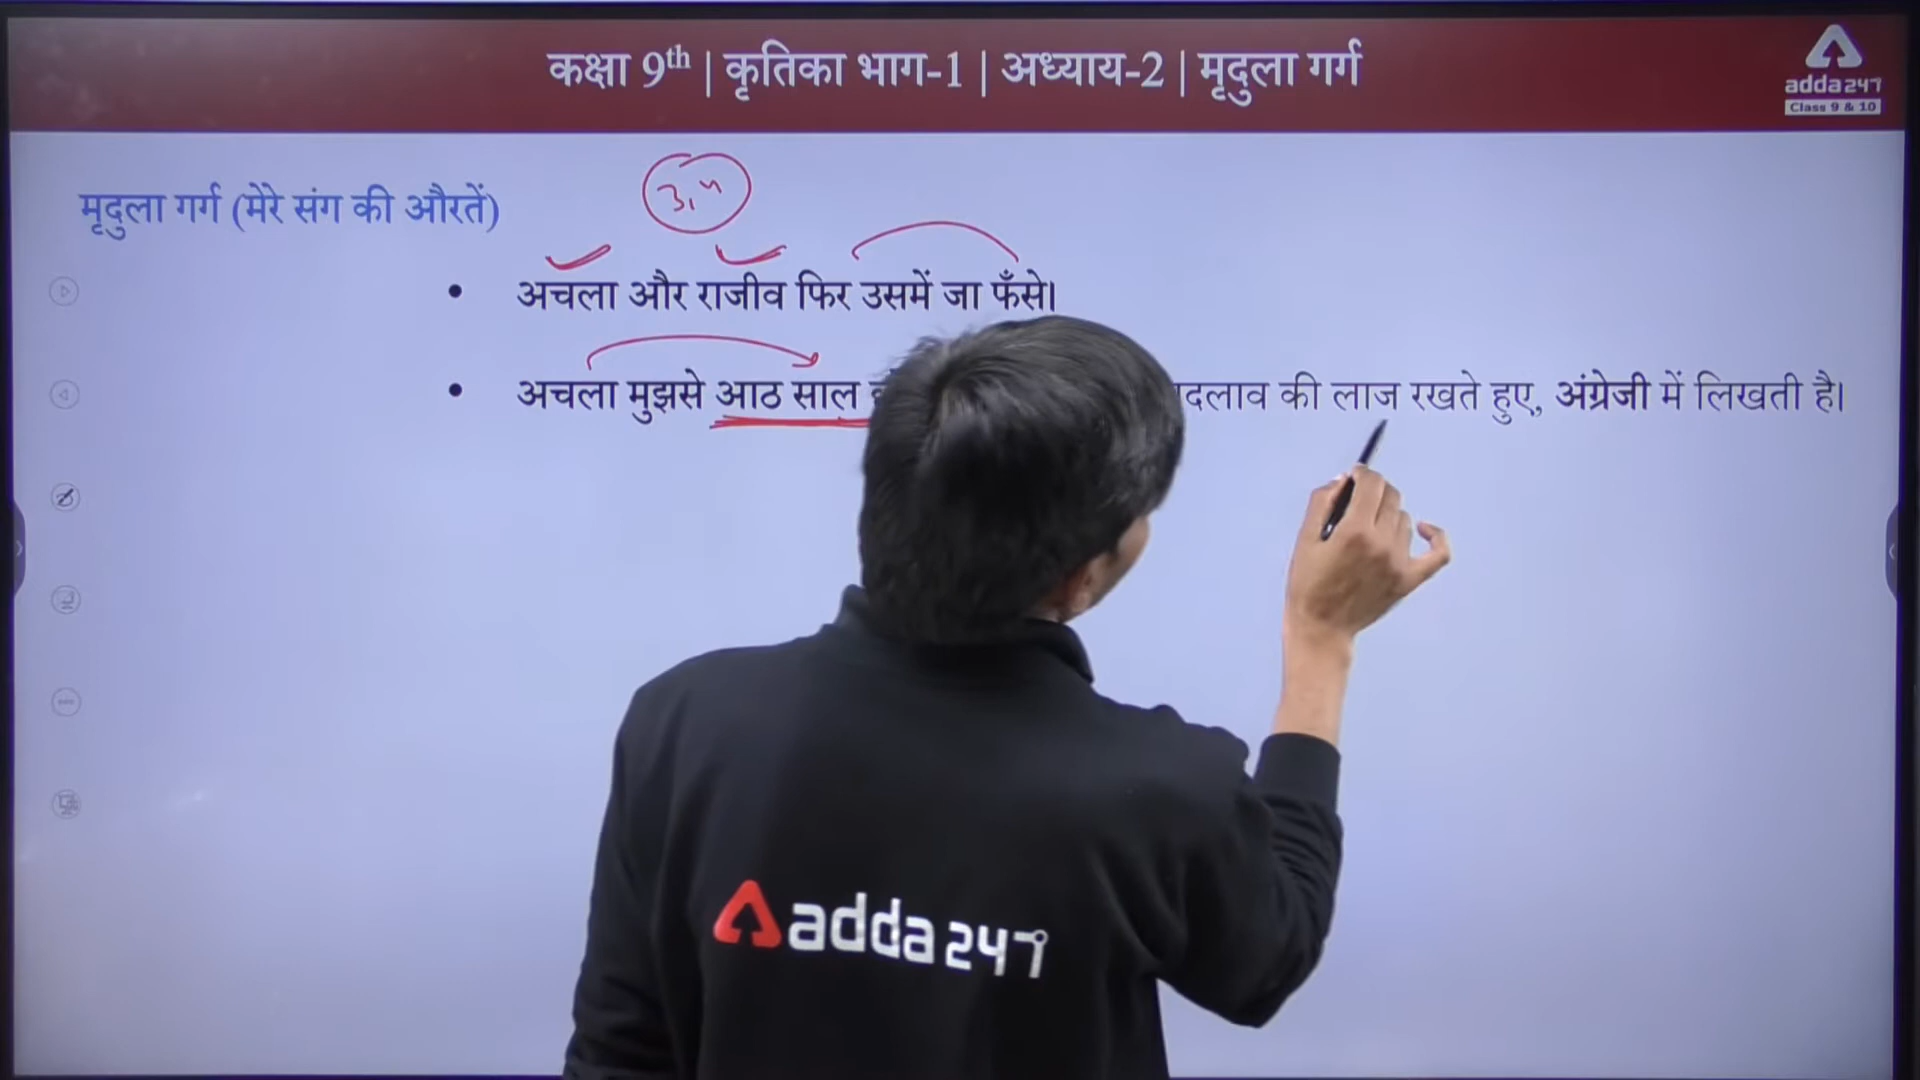 कक्षा 9th | कृतिका भाग-1 | अध्याय-2 | मृदुला गर्ग
adda247
Class 9 & 10
मृदुला गर्ग (मेरे संग की औरतें)
3,4
• अचला और राजीव फिर उसमें जा फँसे।
• अचला मुझसे आठ साल की लाज रखते हुए, अंग्रेजी में लिखती है।
adda247